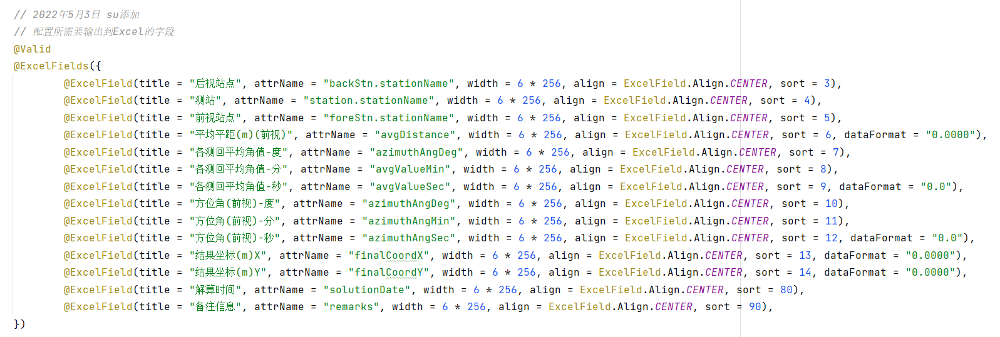 // 2022年5月3日 su添加
// 配置所需要输出到Excel的字段
@Valid
@ExcelFields({
@ExcelField(title = "后视站点", attrName = "backStn.stationName", width = 6 * 256, align = ExcelField.Align.CENTER, sort = 3),
@ExcelField(title = "测站", attrName = "station.stationName", width = 6 * 256, align = ExcelField.Align.CENTER, sort = 4),
@ExcelField(title = "前视站点", attrName = "foreStn.stationName", width = 6 * 256, align = ExcelField.Align.CENTER, sort = 5),
@ExcelField(title = "平均平距(m)(前视)", attrName = "avgDistance", width = 6 * 256, align = ExcelField.Align.CENTER, sort = 6, dataFormat = "0.0000"),
@ExcelField(title = "各测回平均角值-度", attrName = "azimuthAngDeg", width = 6 * 256, align = ExcelField.Align.CENTER, sort = 7),
@ExcelField(title = "各测回平均角值-分", attrName = "avgValueMin", width = 6 * 256, align = ExcelField.Align.CENTER, sort = 8),
@ExcelField(title = "各测回平均角值-秒", attrName = "avgValueSec", width = 6 * 256, align = ExcelField.Align.CENTER, sort = 9, dataFormat = "0.0"),
@ExcelField(title = "方位角(前视)-度", attrName = "azimuthAngDeg", width = 6 * 256, align = ExcelField.Align.CENTER, sort = 10),
@ExcelField(title = "方位角(前视)-分", attrName = "azimuthAngMin", width = 6 * 256, align = ExcelField.Align.CENTER, sort = 11),
@ExcelField(title = "方位角(前视)-秒", attrName = "azimuthAngSec", width = 6 * 256, align = ExcelField.Align.CENTER, sort = 12, dataFormat = "0.0"),
@ExcelField(title = "结果坐标(m)X", attrName = "finalCoordX", width = 6 * 256, align = ExcelField.Align.CENTER, sort = 13, dataFormat = "0.0000"),
@ExcelField(title = "结果坐标(m)Y", attrName = "finalCoordY", width = 6 * 256, align = ExcelField.Align.CENTER, sort = 14, dataFormat = "0.0000"),
@ExcelField(title = "解算时间", attrName = "solutionDate", width = 6 * 256, align = ExcelField.Align.CENTER, sort = 80),
@ExcelField(title = "备注信息", attrName = "remarks", width = 6 * 256, align = ExcelField.Align.CENTER, sort = 90),
})